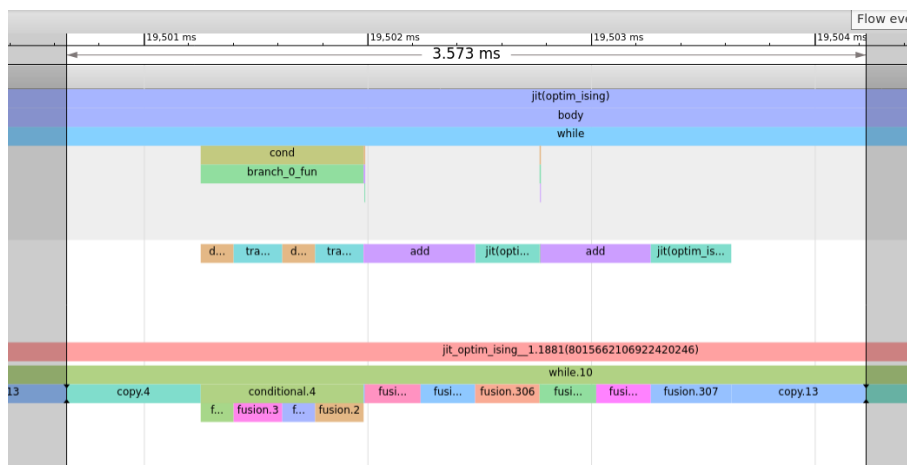 Flow eve
19,501 ms 19,502 ms 19,503 ms 19,504 ms
3.573 ms
jit(optim_ising)
body
while
cond
branch_0_fun
d... tra... d... tra... add jit(opti... add jit(optim_is...
jit_optim_ising__1.1881(8015662106922420246)
while.10
13 copy.4 conditional.4 fusi... fusi... fusion.306 fusi... fusi... fusion.307 copy.13
f... fusion.3 f... fusion.2